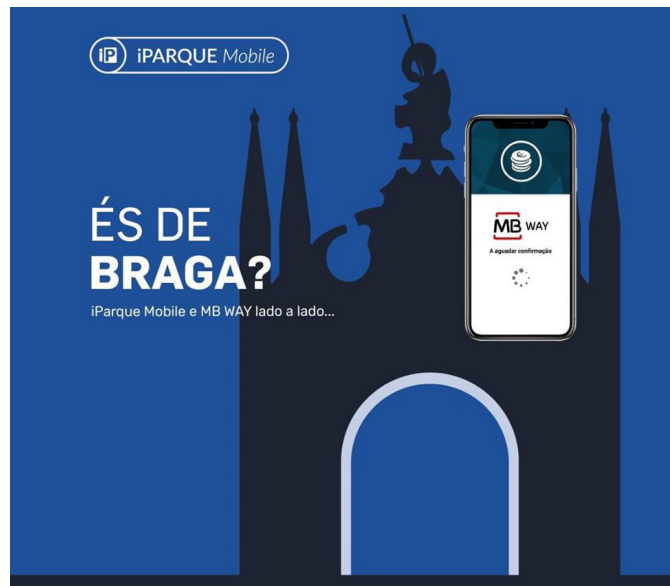 iP iPARQUE Mobile
MB WAY
A aguardar confirmação
ÉS DE
BRAGA?
iParque Mobile e MB WAY lado a lado...